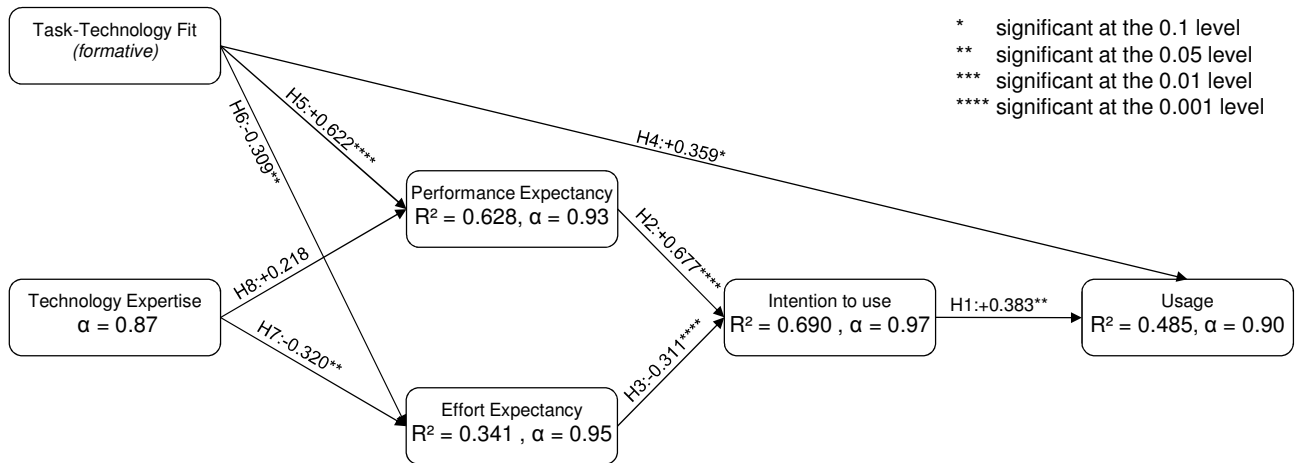 Task-Technology Fit
(formative)
* significant at the 0.1 level
** significant at the 0.05 level
*** significant at the 0.01 level
**** significant at the 0.001 level
H5:+0.622****
H6:-0.309**
H4:+0.359*
Performance Expectancy
R² = 0.628, α = 0.93
H2:+0.677****
H8:+0.218
Technology Expertise
α = 0.87
Intention to use
R² = 0.690 , α = 0.97
H1:+0.383**
Usage
R² = 0.485, α = 0.90
H7:-0.320**
H3:-0.311****
Effort Expectancy
R² = 0.341 , α = 0.95